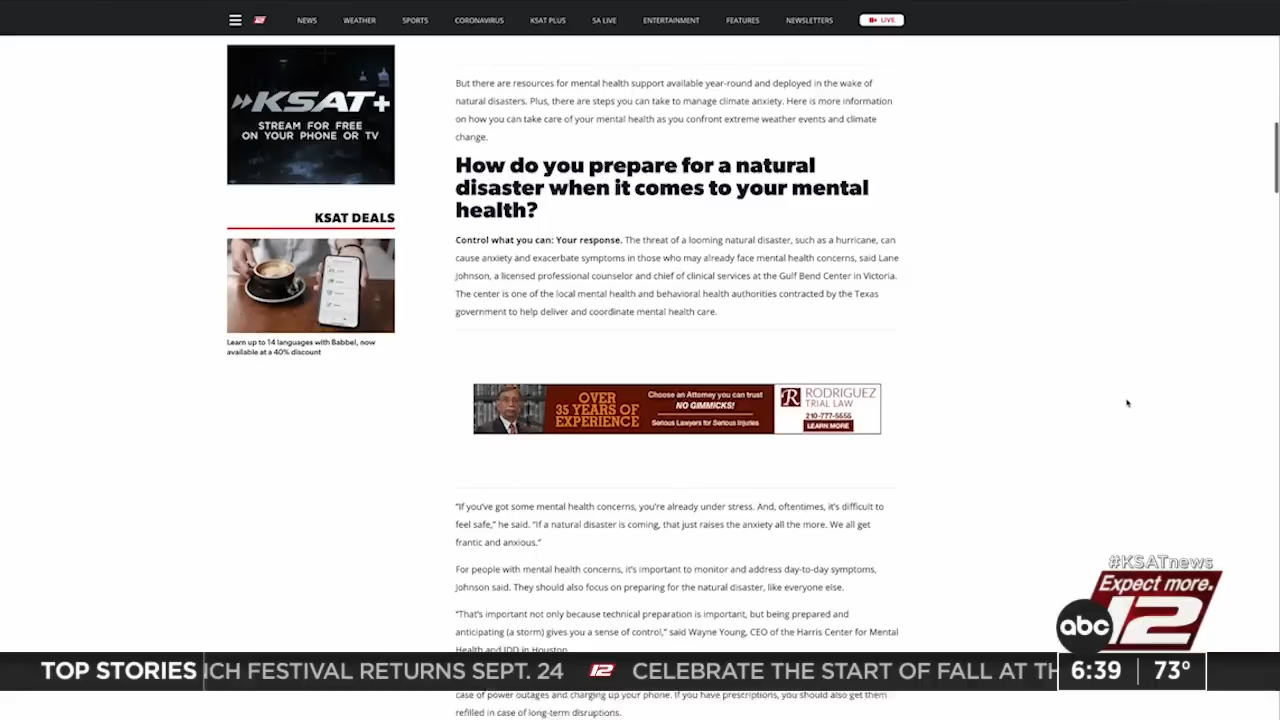 NEWS WEATHER SPORTS CORONAVIRUS KSAT PLUS SA LIVE ENTERTAINMENT FEATURES NEWSLETTERS LIVE
KSAT+
STREAM FOR FREE
ON YOUR PHONE OR TV
KSAT DEALS
Learn up to 14 languages with Babbel, now
available at a 40% discount
But there are resources for mental health support available year-round and deployed in the wake of
natural disasters. Plus, there are steps you can take to manage climate anxiety. Here is more information
on how you can take care of your mental health as you confront extreme weather events and climate
change.
How do you prepare for a natural
disaster when it comes to your mental
health?
Control what you can: Your response. The threat of a looming natural disaster, such as a hurricane, can
cause anxiety and exacerbate symptoms in those who may already face mental health concerns, said Lane
Johnson, a licensed professional counselor and chief of clinical services at the Gulf Bend Center in Victoria.
The center is one of the local mental health and behavioral health authorities contracted by the Texas
government to help deliver and coordinate mental health care.
OVER
35 YEARS OF
EXPERIENCE
Choose an Attorney you can trust
NO GIMMICKS!
Serious Lawyers for Serious Injuries
R RODRIGUEZ
TRIAL LAW
210-777-5555
LEARN MORE
“If you’ve got some mental health concerns, you’re already under stress. And, oftentimes, it’s difficult to
feel safe,” he said. “If a natural disaster is coming, that just raises the anxiety all the more. We all get
frantic and anxious.”
For people with mental health concerns, it’s important to monitor and address day-to-day symptoms,
Johnson said. They should also focus on preparing for the natural disaster, like everyone else.
“That’s important not only because technical preparation is important, but being prepared and
anticipating (a storm) gives you a sense of control,” said Wayne Young, CEO of the Harris Center for Mental
Health and IDD in Houston.
#KSATnews
Expect more.
abc 12
TOP STORIES ICH FESTIVAL RETURNS SEPT. 24 12 CELEBRATE THE START OF FALL AT TH 6:39 73°
case of power outages and charging up your phone. If you have prescriptions, you should also get them
refilled in case of long-term disruptions.